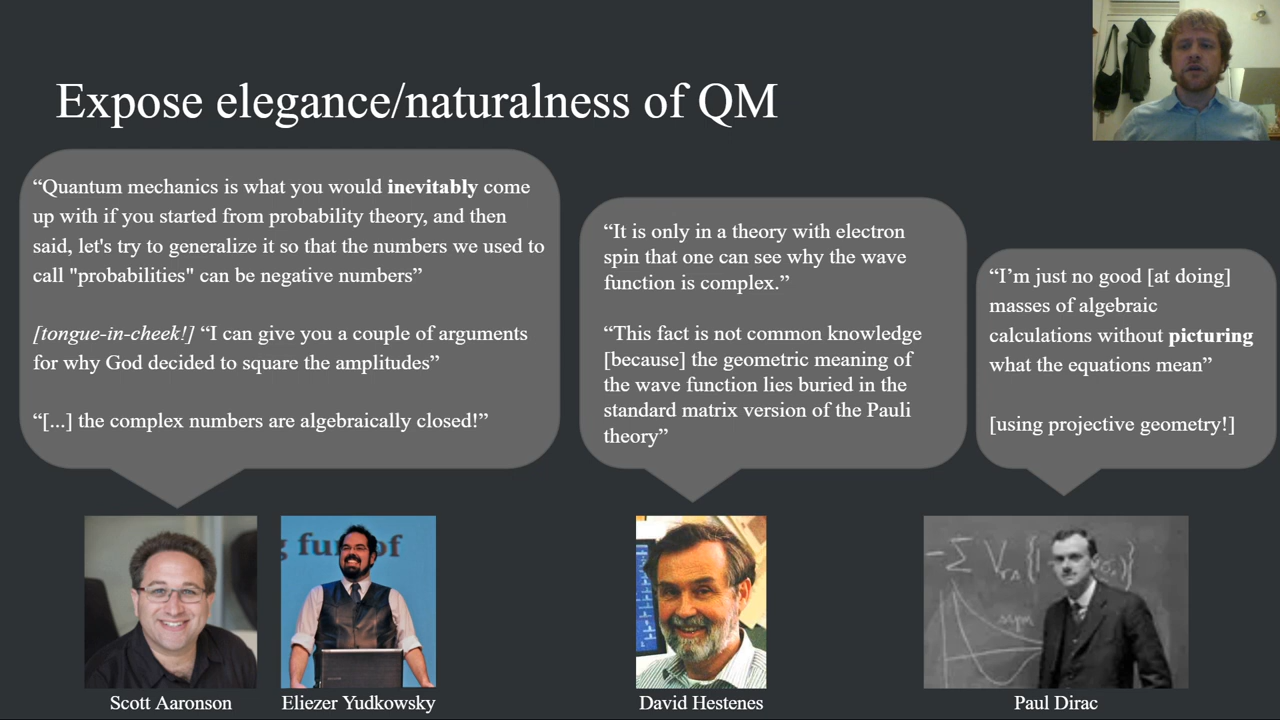 Expose elegance/naturalness of QM
“Quantum mechanics is what you would inevitably come
up with if you started from probability theory, and then
said, let's try to generalize it so that the numbers we used to
call "probabilities" can be negative numbers”
[tongue-in-cheek!] “I can give you a couple of arguments
for why God decided to square the amplitudes”
“[...] the complex numbers are algebraically closed!”
“It is only in a theory with electron
spin that one can see why the wave
function is complex.”
“This fact is not common knowledge
[because] the geometric meaning of
the wave function lies buried in the
standard matrix version of the Pauli
theory”
“I’m just no good [at doing]
masses of algebraic
calculations without picturing
what the equations mean”
[using projective geometry!]
Scott Aaronson
Eliezer Yudkowsky
David Hestenes
Paul Dirac